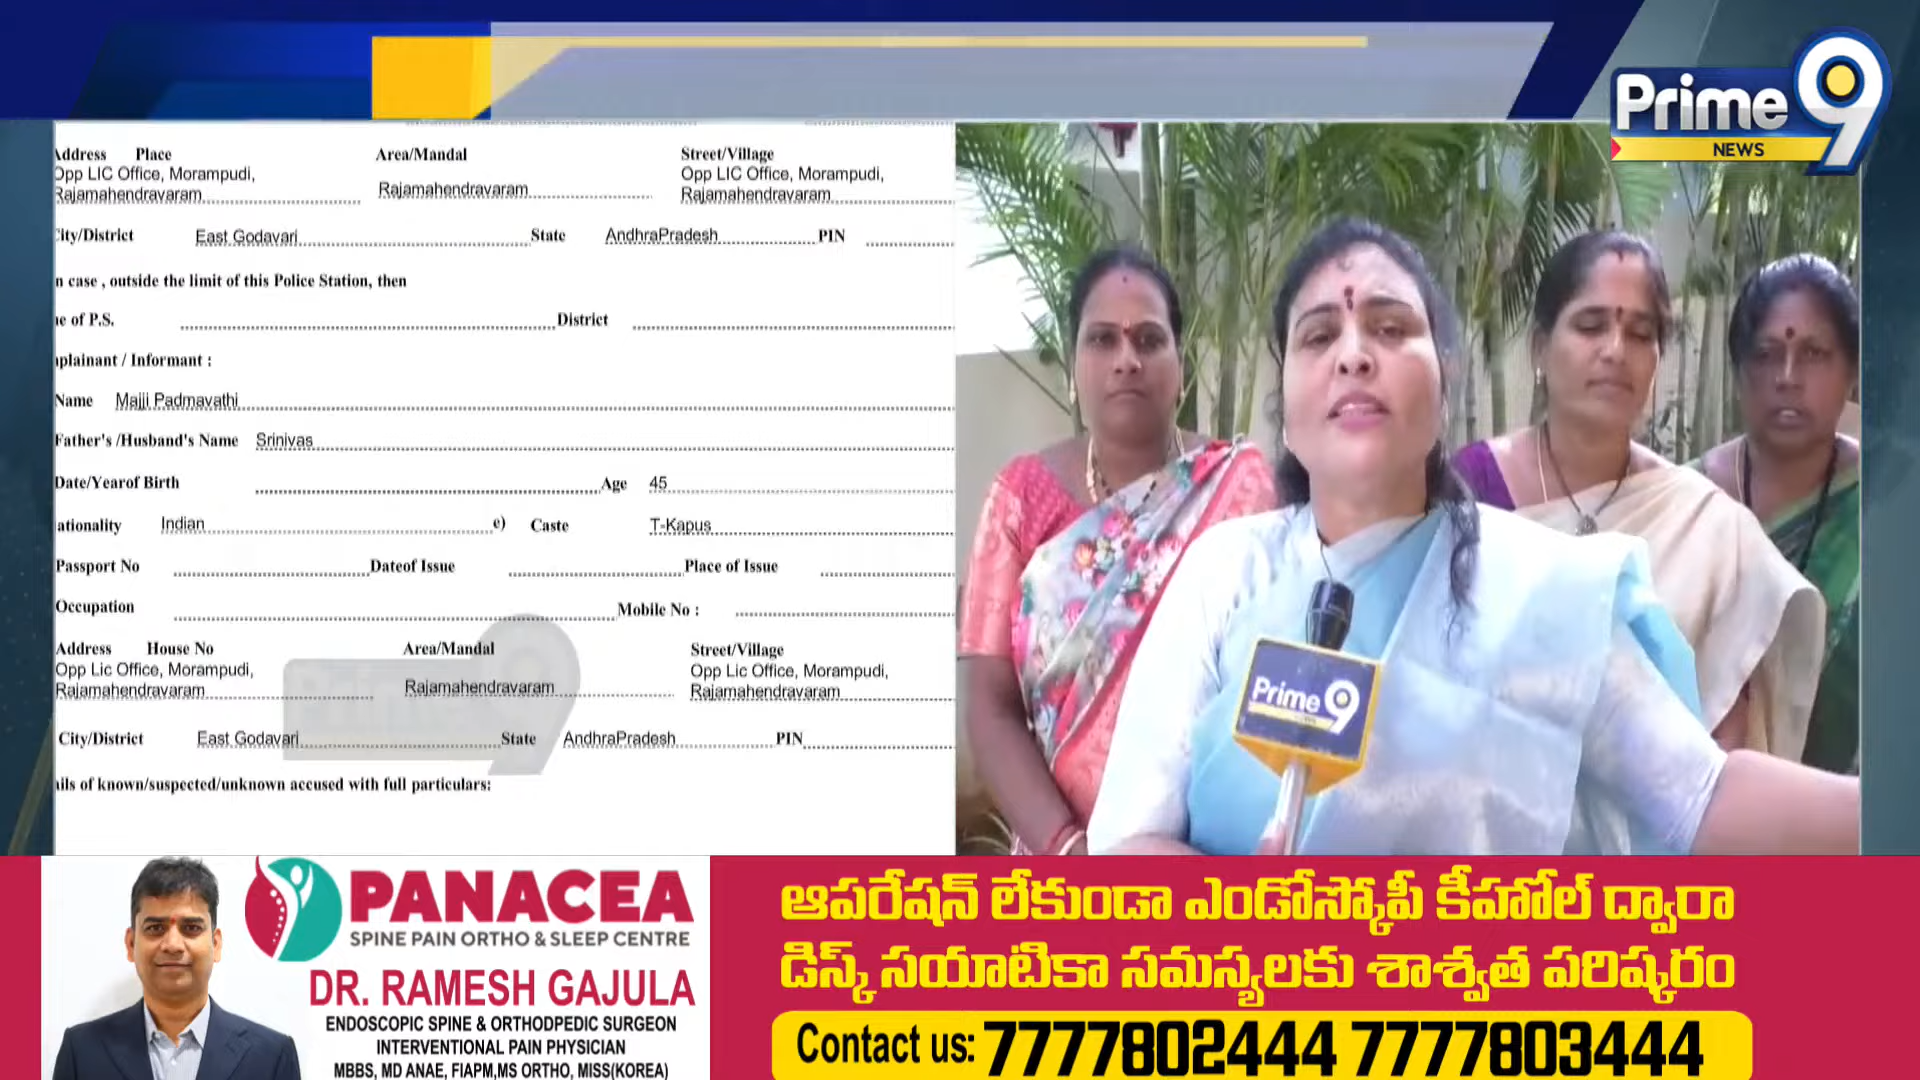 Prime9
NEWS
Address Place Area/Mandal Street/Village
Opp LIC Office, Morampudi, Rajamahendravaram Rajamahendravaram Opp LIC Office, Morampudi, Rajamahendravaram
City/District East Godavari State AndhraPradesh PIN
n case , outside the limit of this Police Station, then
e of P.S. District
plainant / Informant :
Name Majji Padmavathi
Father's /Husband's Name Srinivas
Date/Yearof Birth Age 45
ationality Indian e) Caste T-Kapus
Passport No Dateof Issue Place of Issue
Occupation Mobile No :
Address House No Area/Mandal Street/Village
Opp Lic Office, Morampudi, Rajamahendravaram Rajamahendravaram Opp Lic Office, Morampudi, Rajamahendravaram
City/District East Godavari State AndhraPradesh PIN
ils of known/suspected/unknown accused with full particulars:
Prime9
PANACEA
SPINE PAIN ORTHO & SLEEP CENTRE
DR. RAMESH GAJULA
ENDOSCOPIC SPINE & ORTHODPEDIC SURGEON
INTERVENTIONAL PAIN PHYSICIAN
MBBS, MD ANAE, FIAPM,MS ORTHO, MISS(KOREA)
ఆపరేషన్ లేకుండా ఎండోస్కోపీ కీహోల్ ద్వారా
డిస్క్ సయాటికా సమస్యలకు శాశ్వత పరిష్కరం
Contact us: 7777802444 7777803444